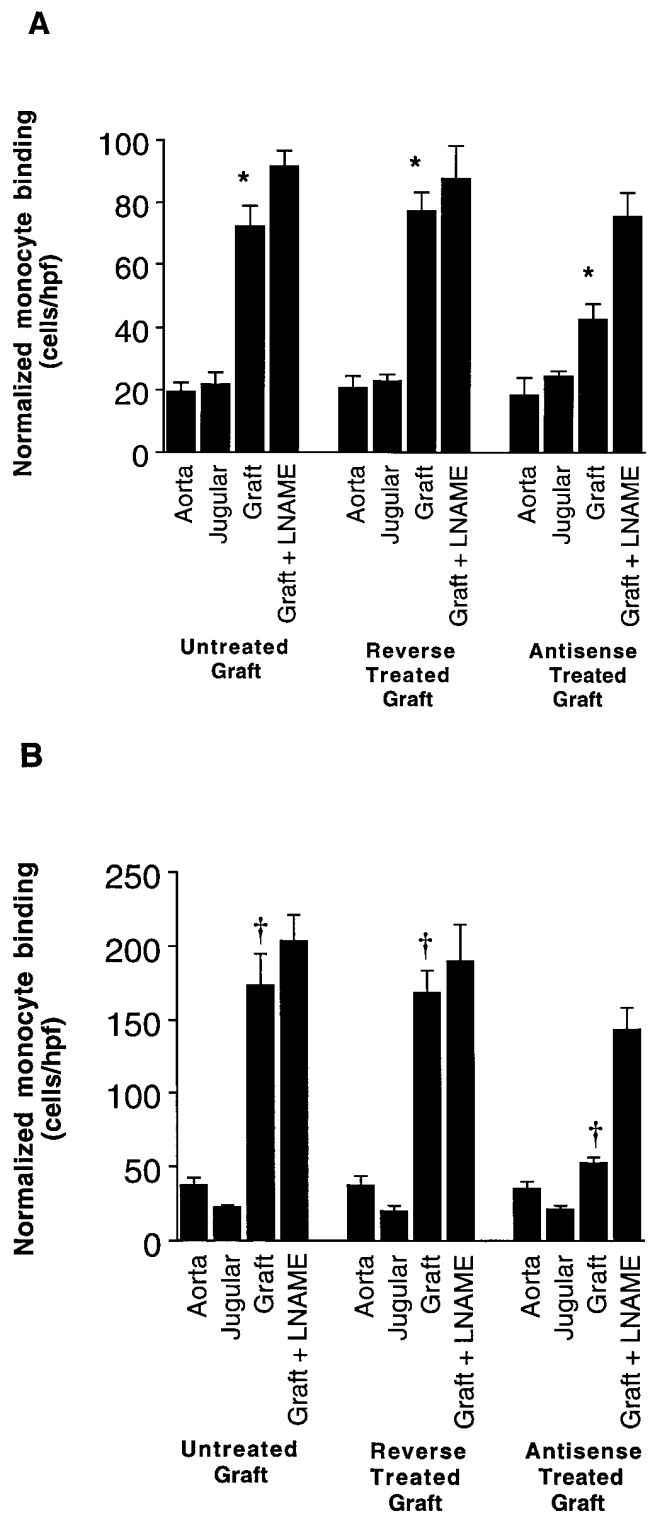 A
Normalized monocyte binding
(cells/hpf)
100
80
60
40
20
0
*
*
*
Aorta
Jugular
Graft
Graft + LNAME
Aorta
Jugular
Graft
Graft + LNAME
Aorta
Jugular
Graft
Graft + LNAME
Untreated
Graft
Reverse
Treated
Graft
Antisense
Treated
Graft
B
Normalized monocyte binding
(cells/hpf)
250
200
150
100
50
0
†
†
†
Aorta
Jugular
Graft
Graft + LNAME
Aorta
Jugular
Graft
Graft + LNAME
Aorta
Jugular
Graft
Graft + LNAME
Untreated
Graft
Reverse
Treated
Graft
Antisense
Treated
Graft